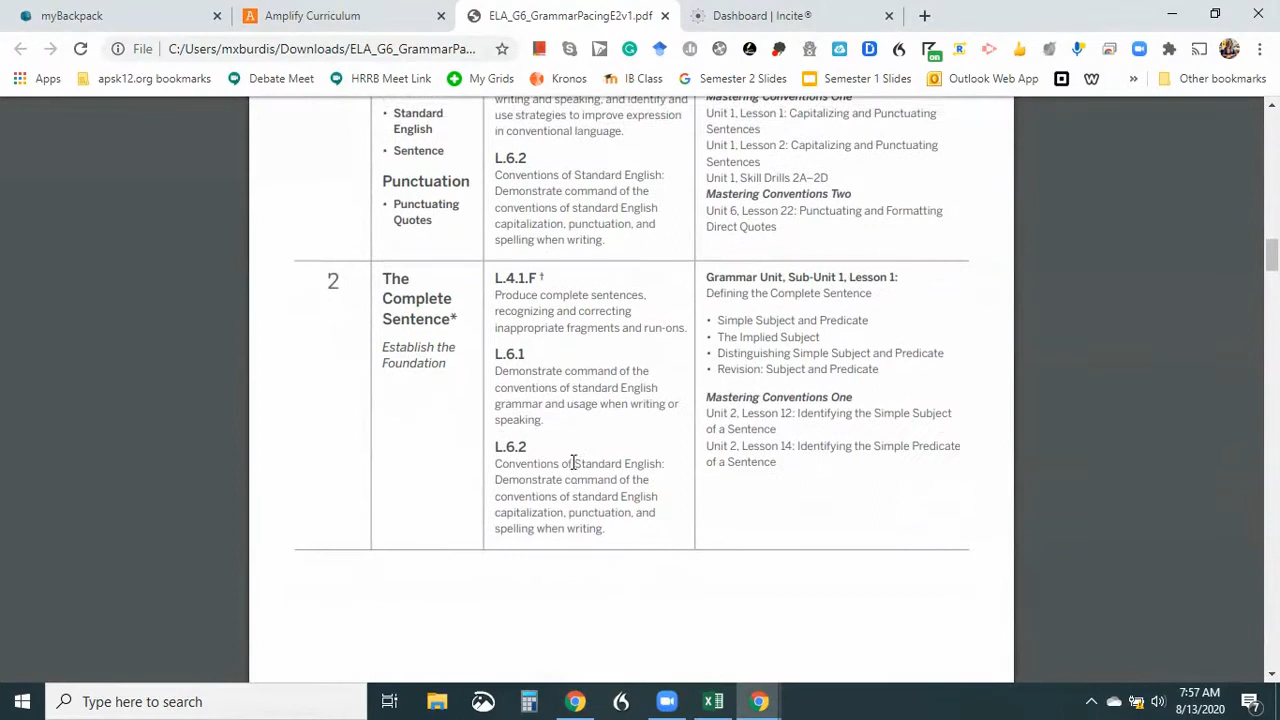 myBackpack
Amplify Curriculum
ELA_G6_GrammarPacingE2v1.pdf
Dashboard | Incite®
File
C:/Users/mxburdis/Downloads/ELA_G6_GrammarPa...
on
Apps
apsk12.org bookmarks
Debate Meet
HRRB Meet Link
My Grids
Kronos
IB Class
Semester 2 Slides
Semester 1 Slides
Outlook Web App
»
Other bookmarks
• Standard
English
• Sentence
Punctuation
• Punctuating
Quotes
writing and speaking, and identify and
use strategies to improve expression
in conventional language.
L.6.2
Conventions of Standard English:
Demonstrate command of the
conventions of standard English
capitalization, punctuation, and
spelling when writing.
Mastering Conventions One
Unit 1, Lesson 1: Capitalizing and Punctuating
Sentences
Unit 1, Lesson 2: Capitalizing and Punctuating
Sentences
Unit 1, Skill Drills 2A–2D
Mastering Conventions Two
Unit 6, Lesson 22: Punctuating and Formatting
Direct Quotes
2
The
Complete
Sentence*
Establish the
Foundation
L.4.1.F †
Produce complete sentences,
recognizing and correcting
inappropriate fragments and run-ons.
L.6.1
Demonstrate command of the
conventions of standard English
grammar and usage when writing or
speaking.
L.6.2
Conventions of Standard English:
Demonstrate command of the
conventions of standard English
capitalization, punctuation, and
spelling when writing.
Grammar Unit, Sub-Unit 1, Lesson 1:
Defining the Complete Sentence
• Simple Subject and Predicate
• The Implied Subject
• Distinguishing Simple Subject and Predicate
• Revision: Subject and Predicate
Mastering Conventions One
Unit 2, Lesson 12: Identifying the Simple Subject
of a Sentence
Unit 2, Lesson 14: Identifying the Simple Predicate
of a Sentence
Type here to search
7:57 AM
8/13/2020
7